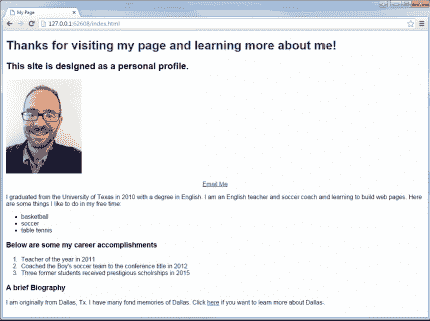 My Page
127.0.0.1:62608/index.html
Thanks for visiting my page and learning more about me!
This site is designed as a personal profile.
Email Me
I graduated from the University of Texas in 2010 with a degree in English. I am an English teacher and soccer coach and learning to build web pages. Here
are some things I like to do in my free time:
basketball
soccer
table tennis
Below are some my career accomplishments
1. Teacher of the year in 2011
2. Coached the Boy's soccer team to the conference title in 2012
3. Three former students received prestigious scholrships in 2015
A brief Biography
I am originally from Dallas, Tx. I have many fond memories of Dallas. Click here if you want to learn more about Dallas.